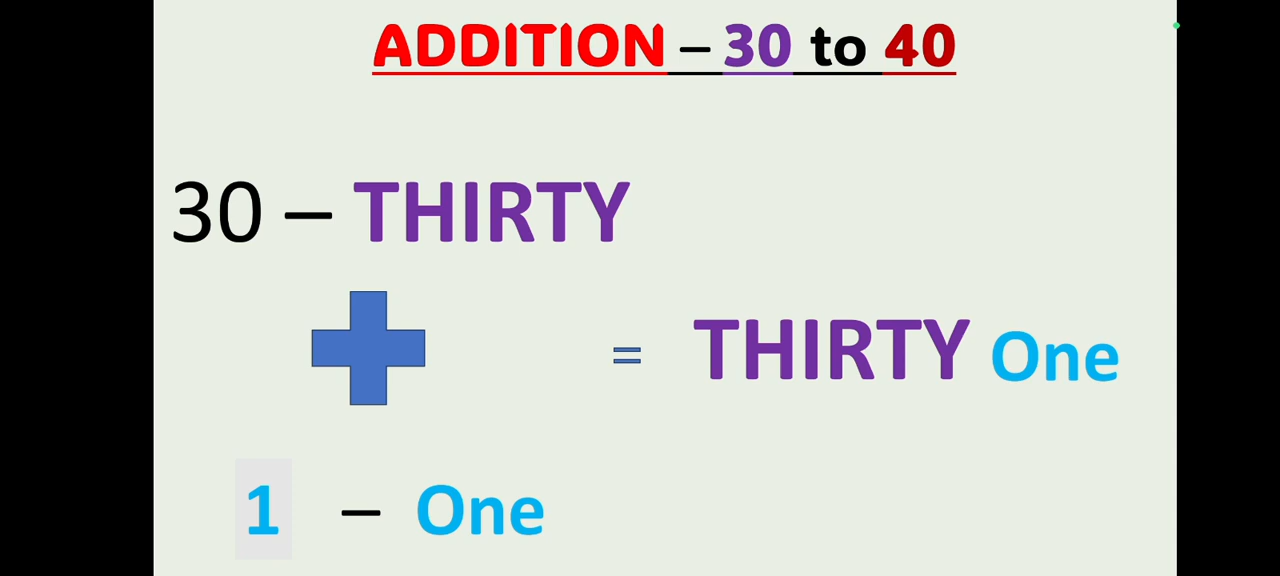 ADDITION – 30 to 40
30 – THIRTY
= THIRTY One
1 – One